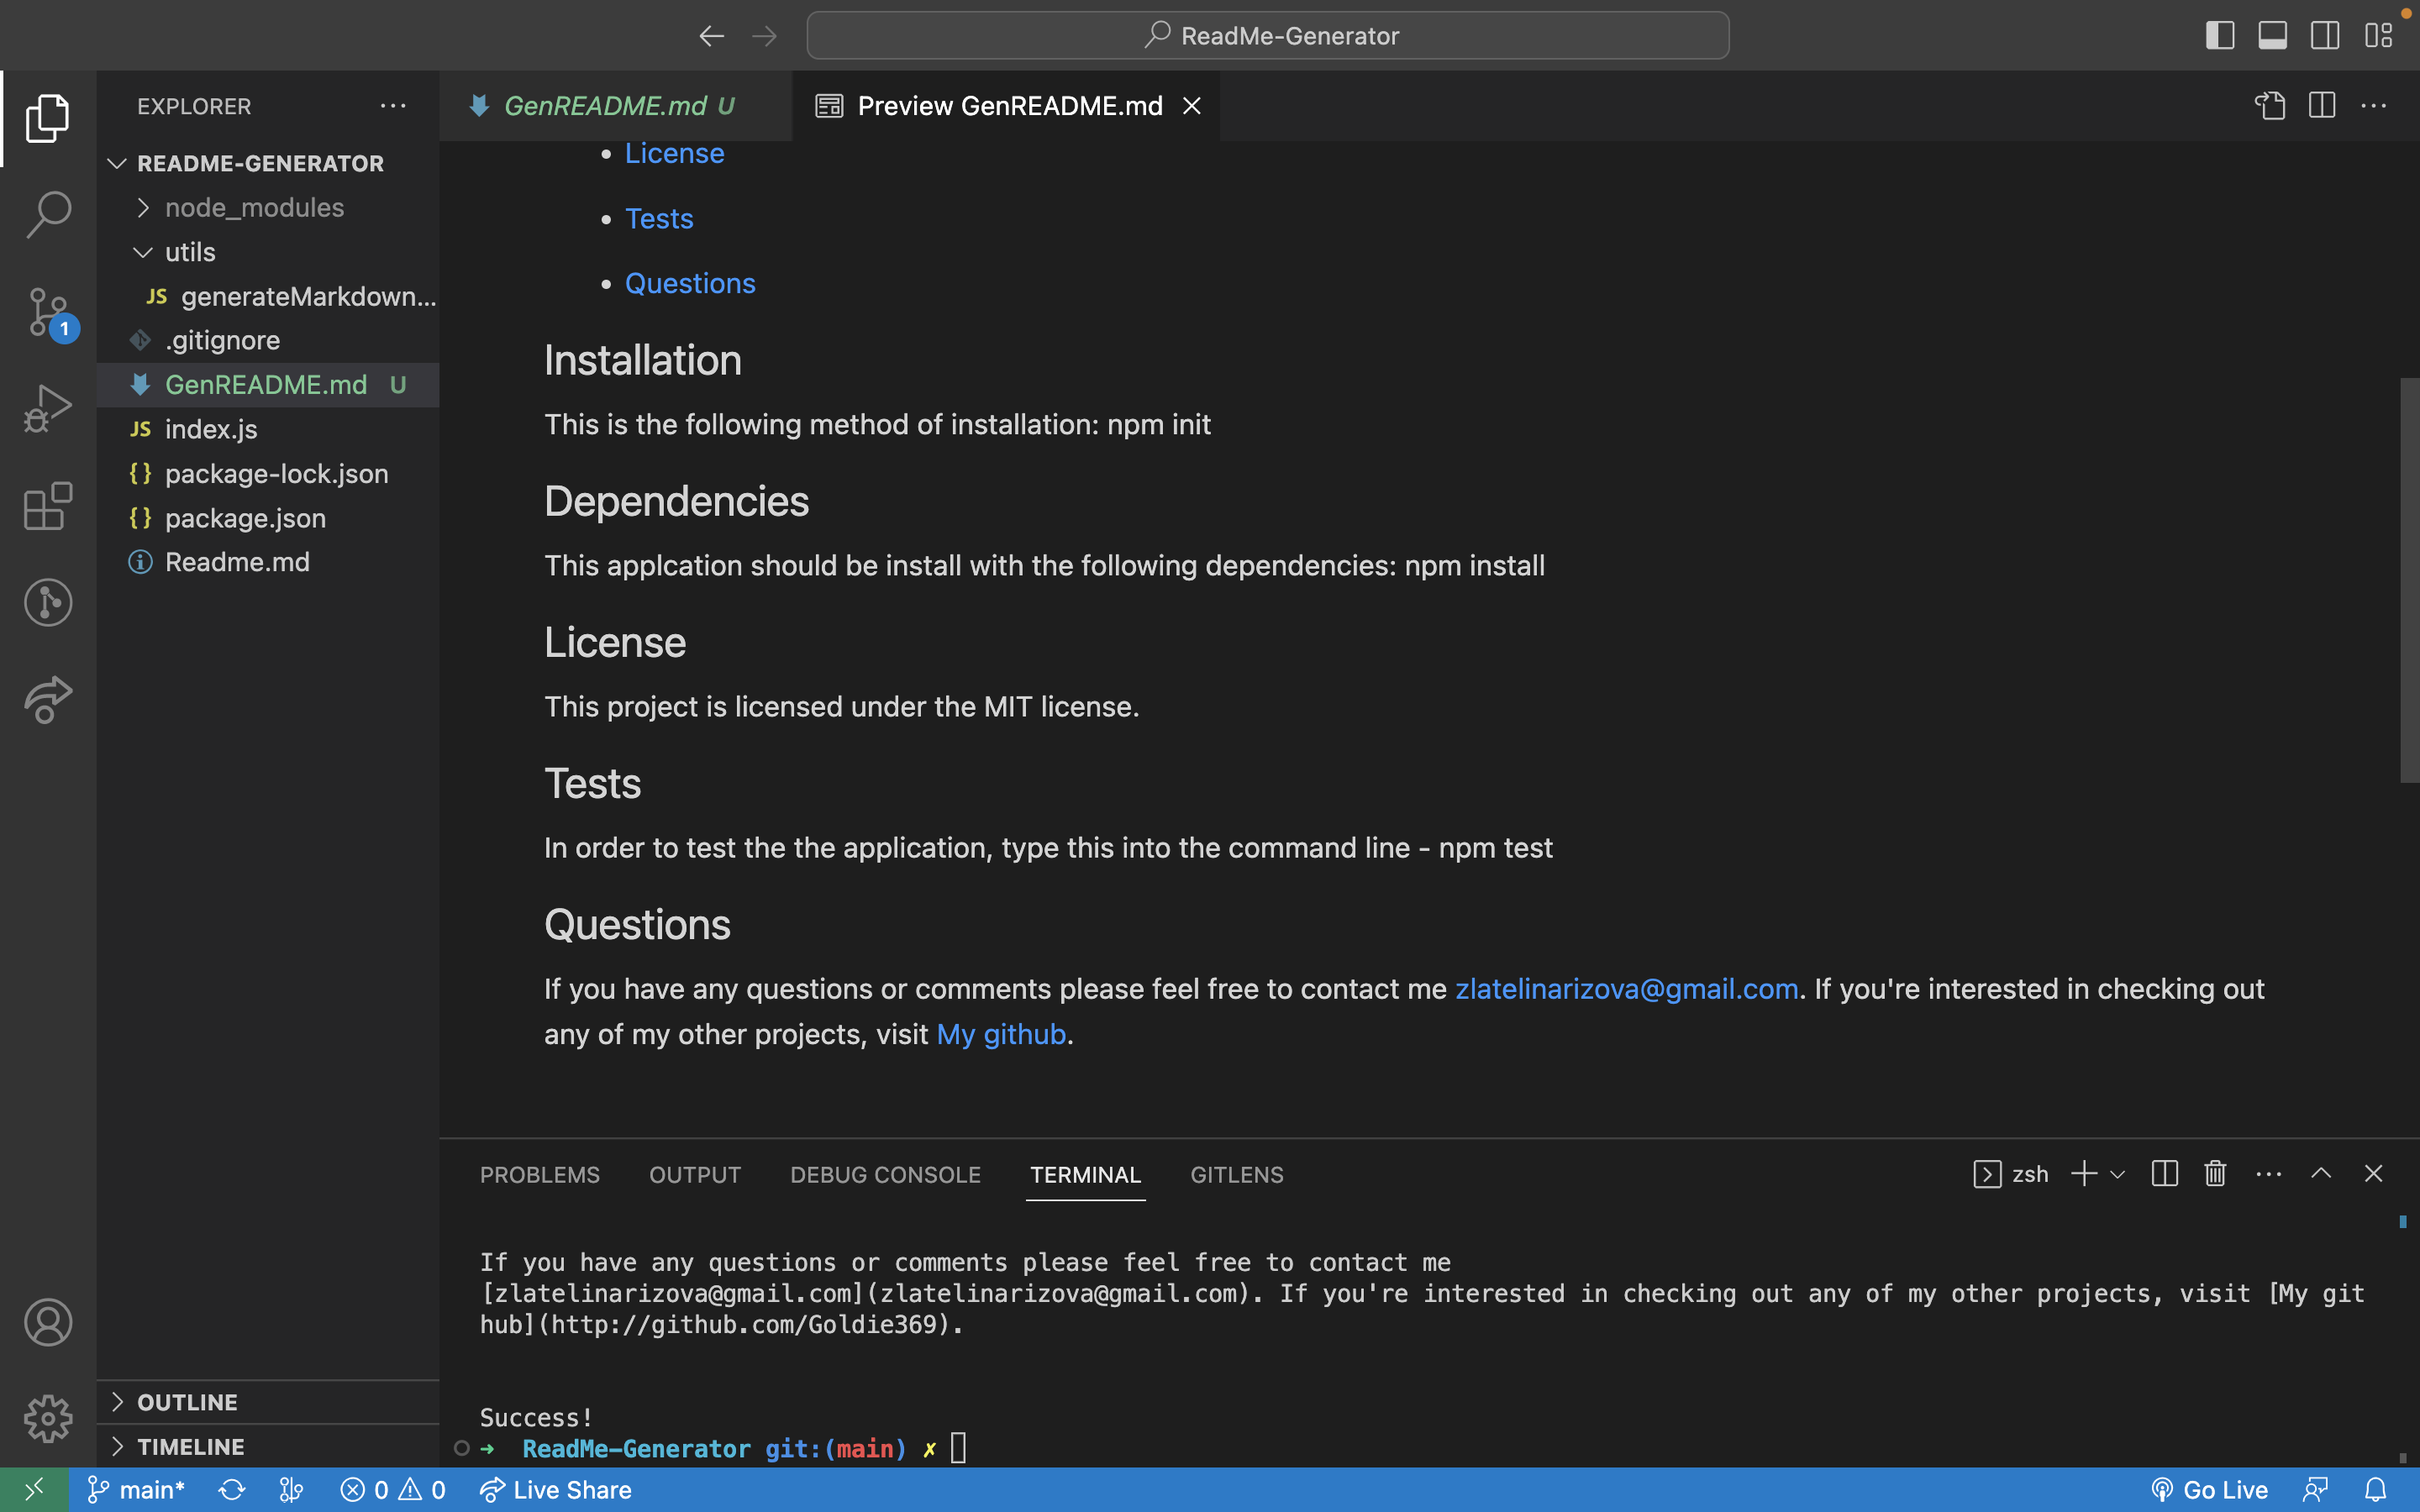 ReadMe-Generator
EXPLORER
GenREADME.md U
Preview GenREADME.md
README-GENERATOR
node_modules
utils
JS generateMarkdown...
.gitignore
GenREADME.md U
JS index.js
{} package-lock.json
{} package.json
Readme.md
1
License
Tests
Questions
Installation
This is the following method of installation: npm init
Dependencies
This applcation should be install with the following dependencies: npm install
License
This project is licensed under the MIT license.
Tests
In order to test the the application, type this into the command line - npm test
Questions
If you have any questions or comments please feel free to contact me zlatelinarizova@gmail.com. If you're interested in checking out
any of my other projects, visit My github.
PROBLEMS OUTPUT DEBUG CONSOLE TERMINAL GITLENS
zsh
If you have any questions or comments please feel free to contact me
[zlatelinarizova@gmail.com](zlatelinarizova@gmail.com). If you're interested in checking out any of my other projects, visit [My git
hub](http://github.com/Goldie369).
Success!
➜ ReadMe-Generator git:(main) ✗
OUTLINE
TIMELINE
main* 0 0 Live Share
Go Live